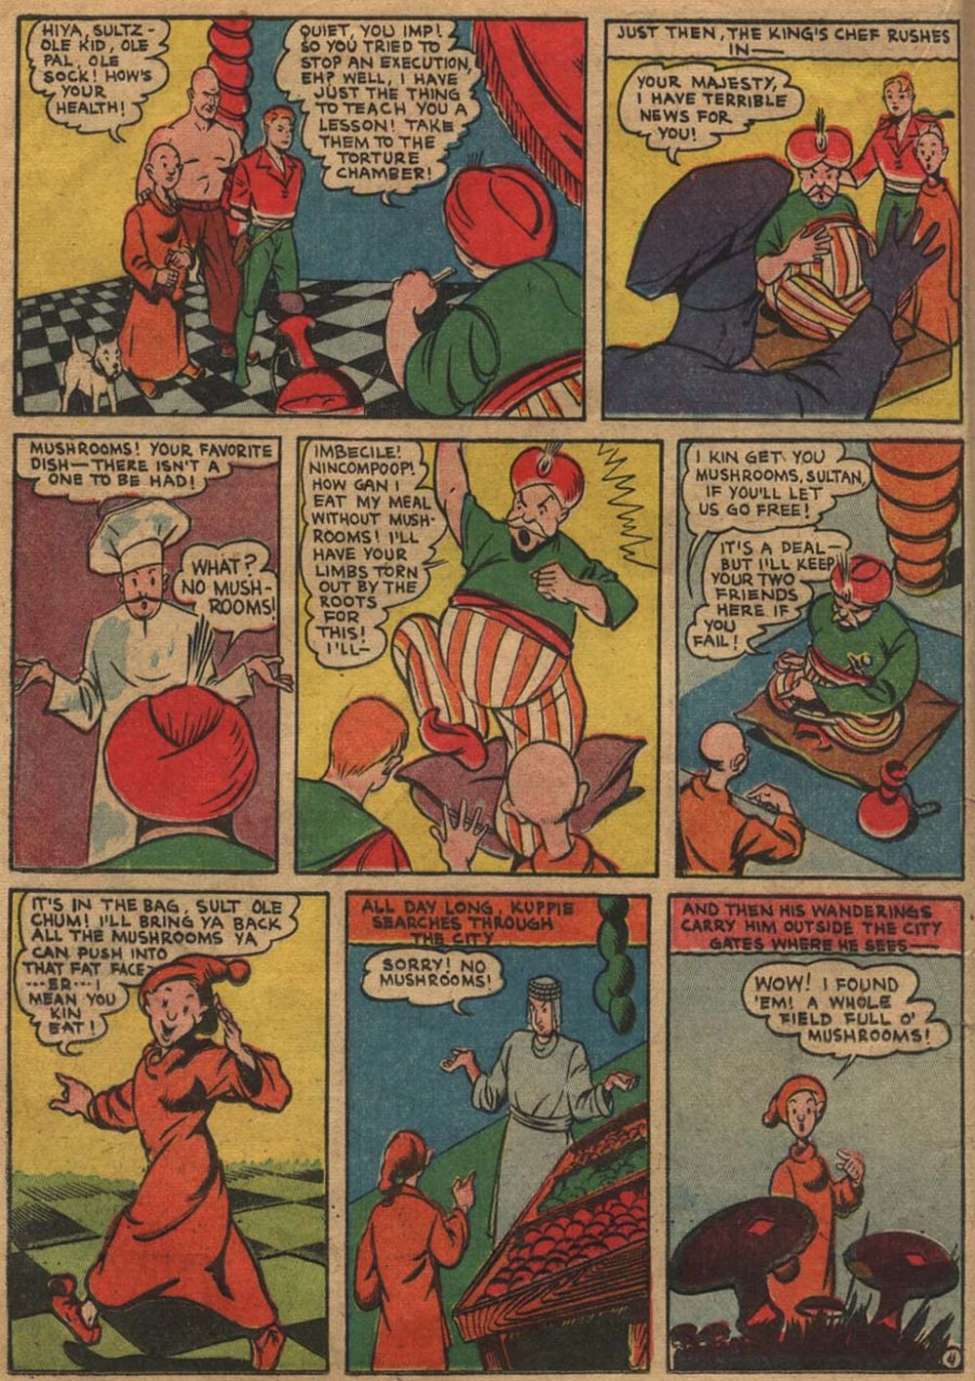 HIYA, SULTZ-
OLE KID, OLE
PAL, OLE
SOCK! HOW'S
YOUR
HEALTH!
QUIET, YOU IMP!
SO YOU TRIED TO
STOP AN EXECUTION,
EH? WELL, I HAVE
JUST THE THING
TO TEACH YOU A
LESSON! TAKE
THEM TO THE
TORTURE
CHAMBER!
JUST THEN, THE KING'S CHEF RUSHES
IN—
YOUR MAJESTY,
I HAVE TERRIBLE
NEWS FOR
YOU!
MUSHROOMS! YOUR FAVORITE
DISH—THERE ISN'T A
ONE TO BE HAD!
WHAT?
NO MUSH-
ROOMS!
IMBECILE!
NINCOMPOOP!
HOW CAN I
EAT MY MEAL
WITHOUT MUSH-
ROOMS! I'LL
HAVE YOUR
LIMBS TORN
OUT BY THE
ROOTS
FOR
THIS!
I'LL—
I KIN GET YOU
MUSHROOMS, SULTAN,
IF YOU'LL LET
US GO FREE!
IT'S A DEAL—
BUT I'LL KEEP
YOUR TWO
FRIENDS
HERE IF
YOU
FAIL!
IT'S IN THE BAG, SULT OLE
CHUM! I'LL BRING YA BACK
ALL THE MUSHROOMS YA
CAN PUSH INTO
THAT FAT FACE-
...ER...I
MEAN YOU
KIN
EAT!
ALL DAY LONG, KUPPIE
SEARCHES THROUGH
THE CITY
SORRY! NO
MUSHROOMS!
AND THEN HIS WANDERINGS
CARRY HIM OUTSIDE THE CITY
GATES WHERE HE SEES—
WOW! I FOUND
'EM! A WHOLE
FIELD FULL O'
MUSHROOMS!
4